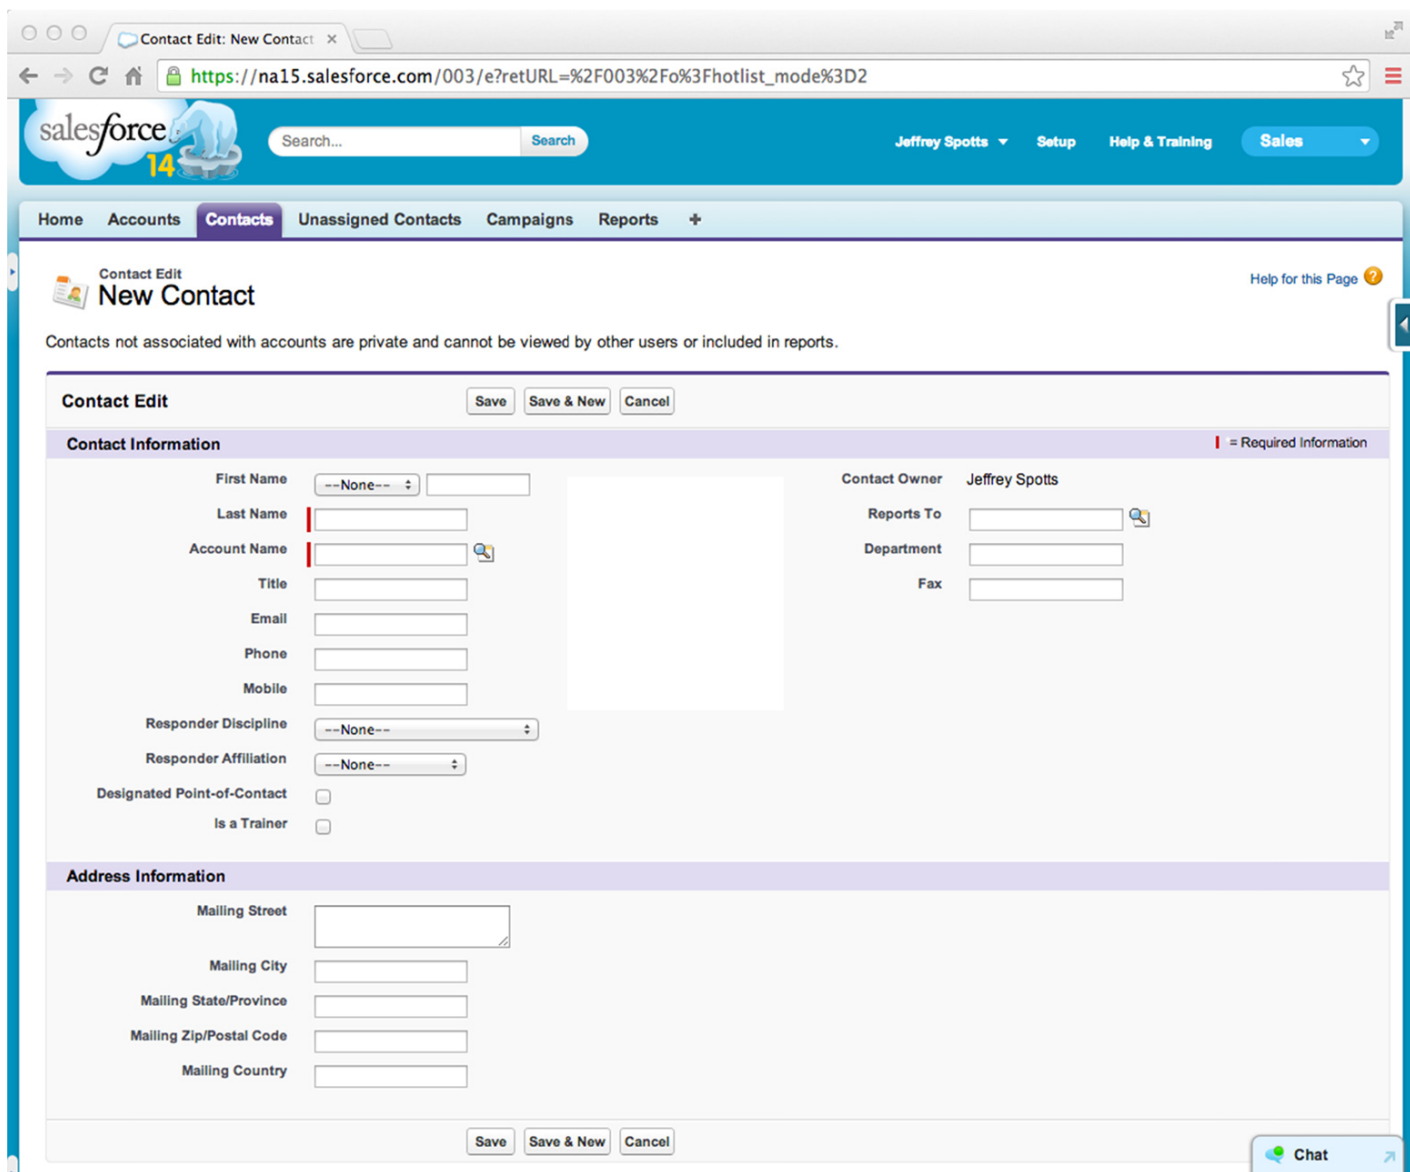 Contact Edit: New Contact
https://na15.salesforce.com/003/e?retURL=%2F003%2Fo%3Fhotlist_mode%3D2
salesforce
14
Search...
Search
Jeffrey Spotts
Setup
Help & Training
Sales
Home Accounts Contacts Unassigned Contacts Campaigns Reports +
Contact Edit
New Contact
Help for this Page ?
Contacts not associated with accounts are private and cannot be viewed by other users or included in reports.
Contact Edit Save Save & New Cancel
Contact Information = Required Information
First Name --None-- Contact Owner Jeffrey Spotts
Last Name Reports To
Account Name Department
Title Fax
Email
Phone
Mobile
Responder Discipline --None--
Responder Affiliation --None--
Designated Point-of-Contact
Is a Trainer
Address Information
Mailing Street
Mailing City
Mailing State/Province
Mailing Zip/Postal Code
Mailing Country
Save Save & New Cancel
Chat